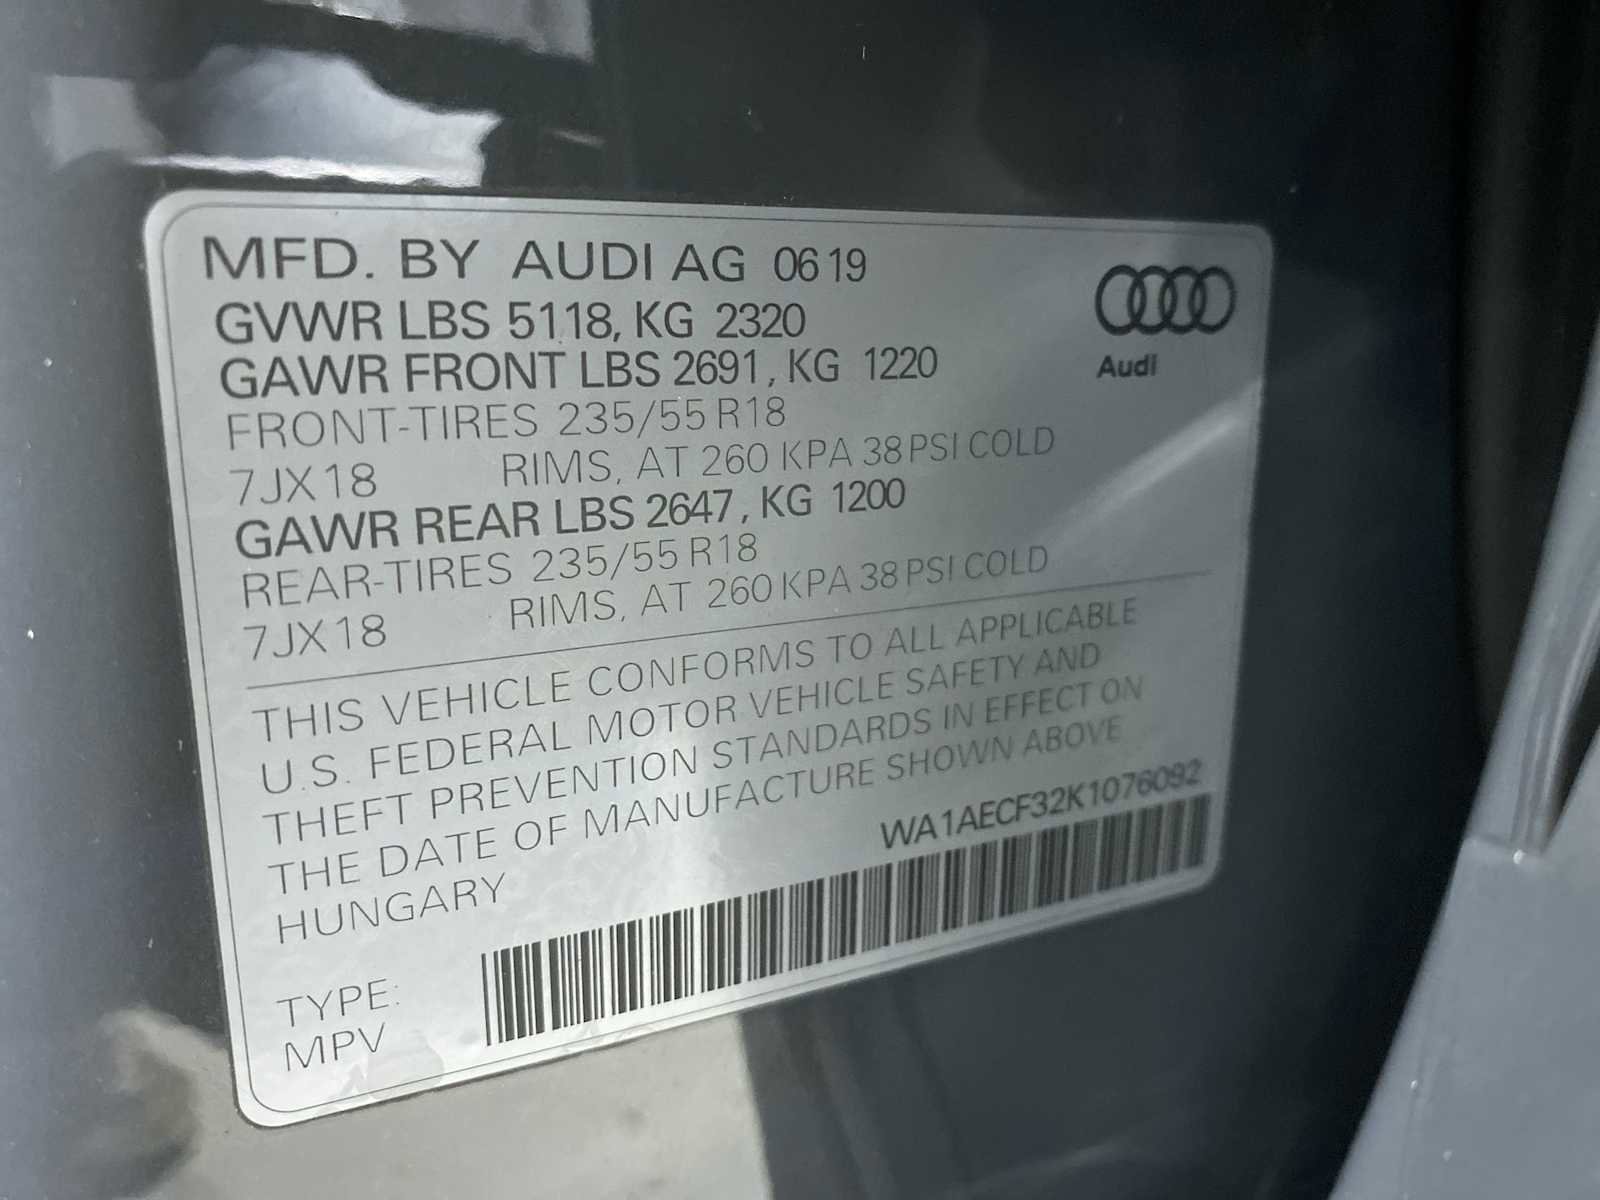 MFD. BY AUDI AG 06 19
GVWR LBS 5118, KG 2320
GAWR FRONT LBS 2691, KG 1220
FRONT-TIRES 235/55 R18
7JX18 RIMS, AT 260 KPA 38 PSI COLD
GAWR REAR LBS 2647, KG 1200
REAR-TIRES 235/55 R18
7JX18 RIMS, AT 260 KPA 38 PSI COLD
Audi
THIS VEHICLE CONFORMS TO ALL APPLICABLE
U.S. FEDERAL MOTOR VEHICLE SAFETY AND
THEFT PREVENTION STANDARDS IN EFFECT ON
THE DATE OF MANUFACTURE SHOWN ABOVE
HUNGARY
WA1AECF32K1076092
TYPE:
MPV